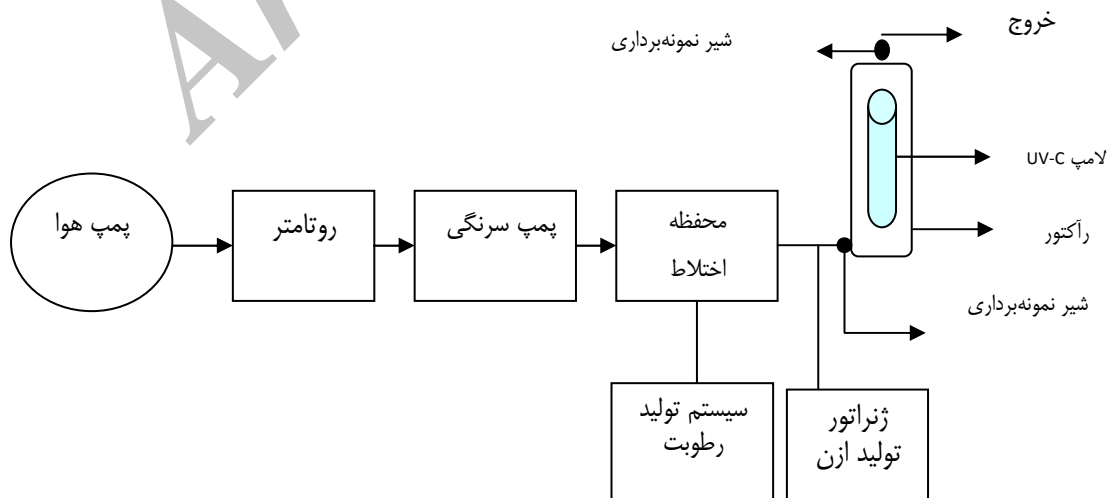 خروج
شیر نمونه‌برداری
لامپ UV-C
پمپ هوا
روتامتر
پمپ سرنگی
محفظه
اختلاط
رآکتور
شیر نمونه‌برداری
سیستم تولید
رطوبت
ژنراتور
تولید ازن